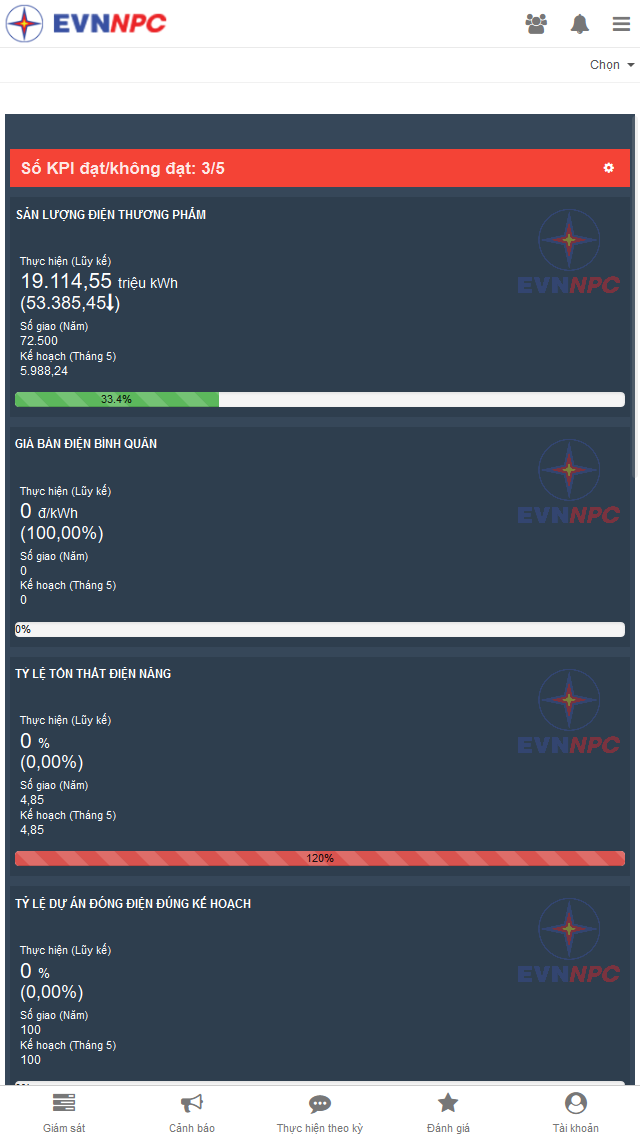 EVNNPC
Chọn
Số KPI đạt/không đạt: 3/5
SẢN LƯỢNG ĐIỆN THƯƠNG PHẨM
EVNNPC
Thực hiện (Lũy kế)
19.114,55 triệu kWh
(53.385,45⬇)
Số giao (Năm)
72.500
Kế hoạch (Tháng 5)
5.988,24
33.4%
GIÁ BÁN ĐIỆN BÌNH QUÂN
EVNNPC
Thực hiện (Lũy kế)
0 đ/kWh
(100,00%)
Số giao (Năm)
0
Kế hoạch (Tháng 5)
0
0%
TỶ LỆ TỔN THẤT ĐIỆN NĂNG
EVNNPC
Thực hiện (Lũy kế)
0 %
(0,00%)
Số giao (Năm)
4,85
Kế hoạch (Tháng 5)
4,85
120%
TỶ LỆ DỰ ÁN ĐÓNG ĐIỆN ĐÚNG KẾ HOẠCH
EVNNPC
Thực hiện (Lũy kế)
0 %
(0,00%)
Số giao (Năm)
100
Kế hoạch (Tháng 5)
100
Giám sát
Cảnh báo
Thực hiện theo kỳ
Đánh giá
Tài khoản